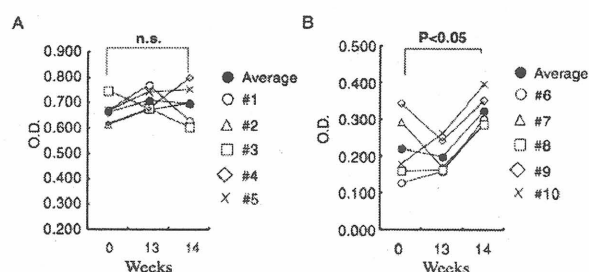 A
n.s.
0.900
0.800
0.700
0.600
0.500
0.400
0.300
0.200
O.D.
0 13 14
Weeks
Average
#1
#2
#3
#4
#5
B
P<0.05
0.500
0.400
0.300
0.200
0.100
0.000
O.D.
0 13 14
Weeks
Average
#6
#7
#8
#9
#10